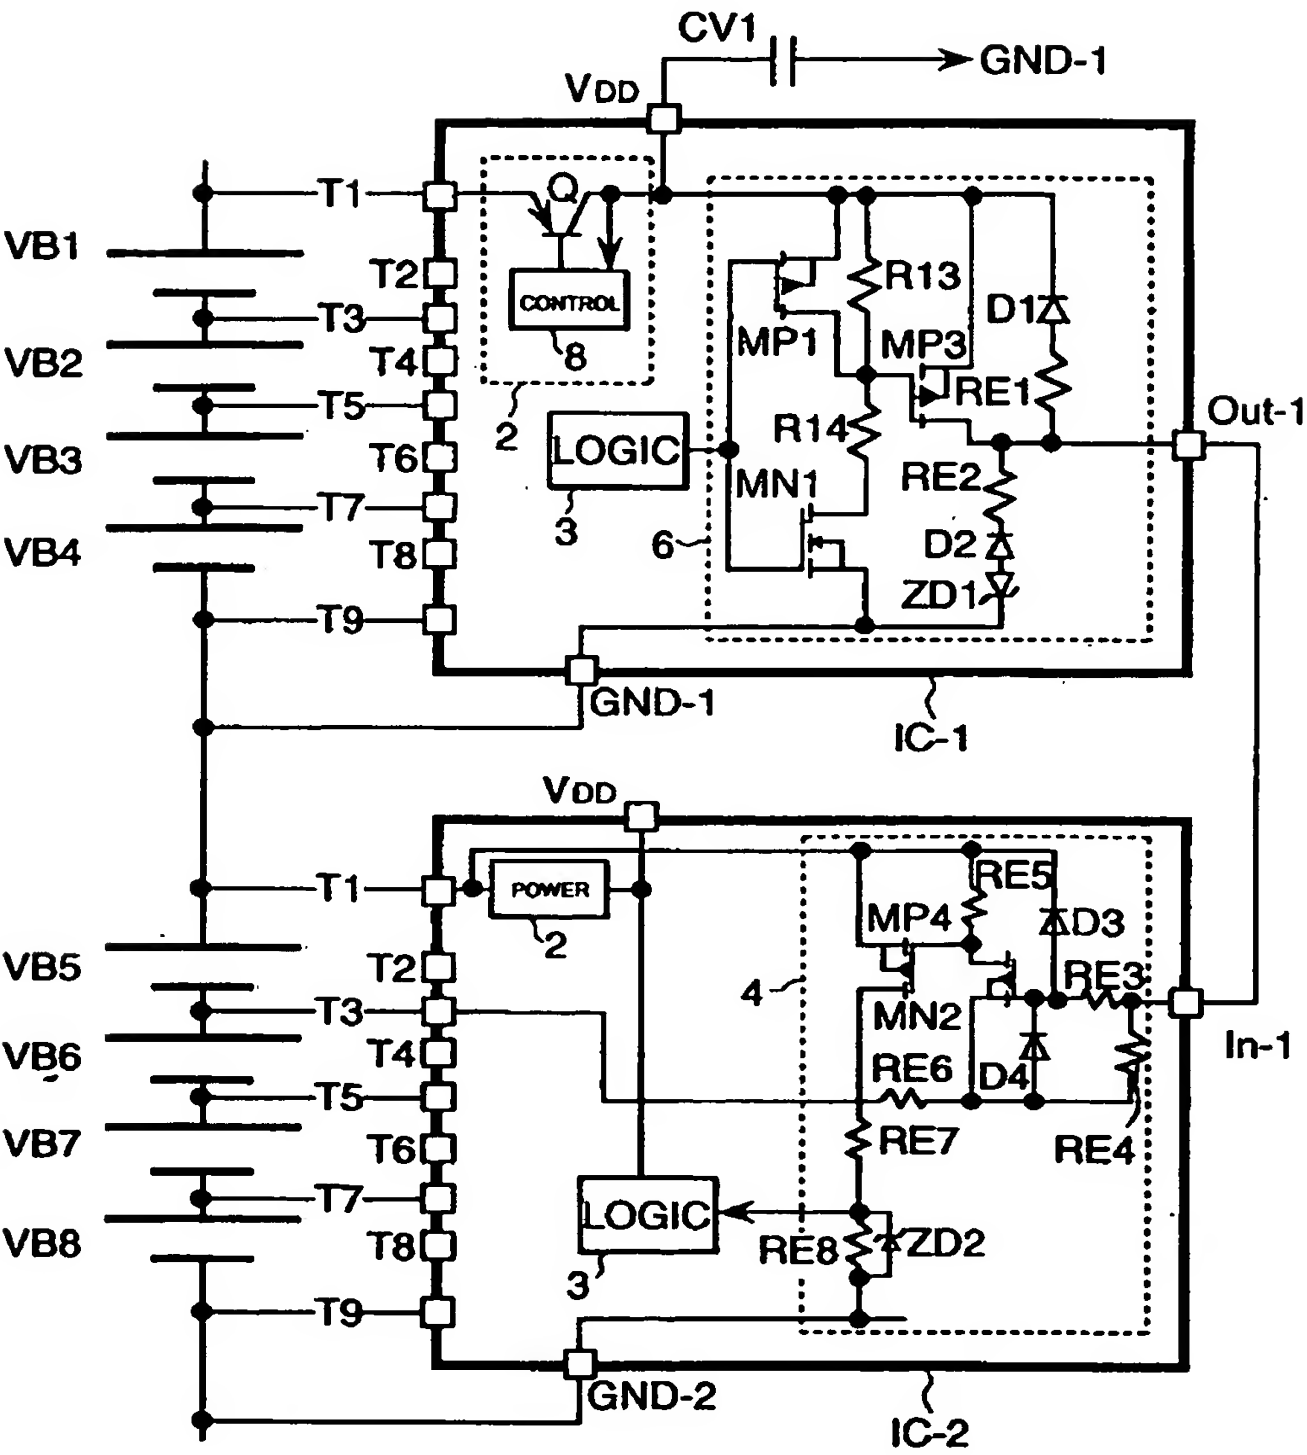 CV1
GND-1
VDD
T1
Q
VB1
T2
CONTROL
R13
D1
T3
8
MP1
MP3
VB2
T4
RE1
T5
2
R14
Out-1
LOGIC
VB3
T6
MN1
RE2
T7
3
6
VB4
T8
D2
ZD1
T9
GND-1
IC-1
VDD
RE5
T1
POWER
MP4
D3
2
VB5
T2
RE3
4
T3
MN2
In-1
VB6
T4
RE6
D4
T5
VB7
T6
RE7
RE4
T7
LOGIC
VB8
T8
RE8
ZD2
3
T9
GND-2
IC-2